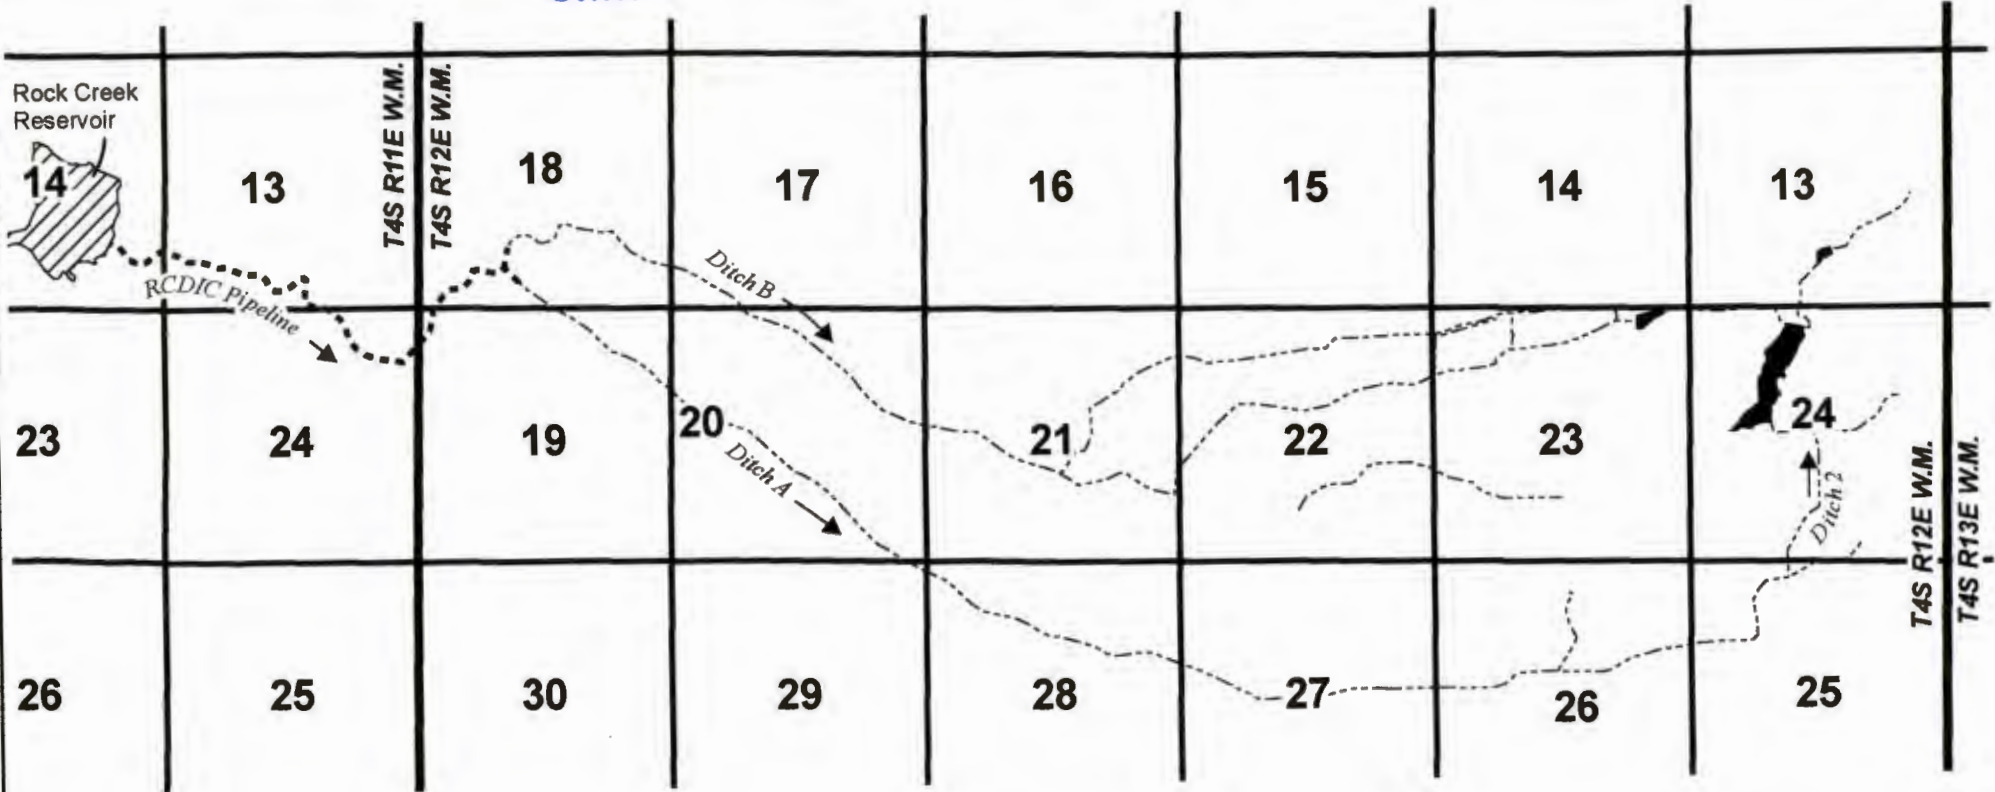 Rock Creek
Reservoir
T4S R11E W.M.
T4S R12E W.M.
14
13
18
17
16
15
14
13
RCDIC Pipeline
Ditch B
23
24
19
20
21
22
23
24
Ditch A
Ditch 2
T4S R12E W.M.
T4S R13E W.M.
26
25
30
29
28
27
26
25